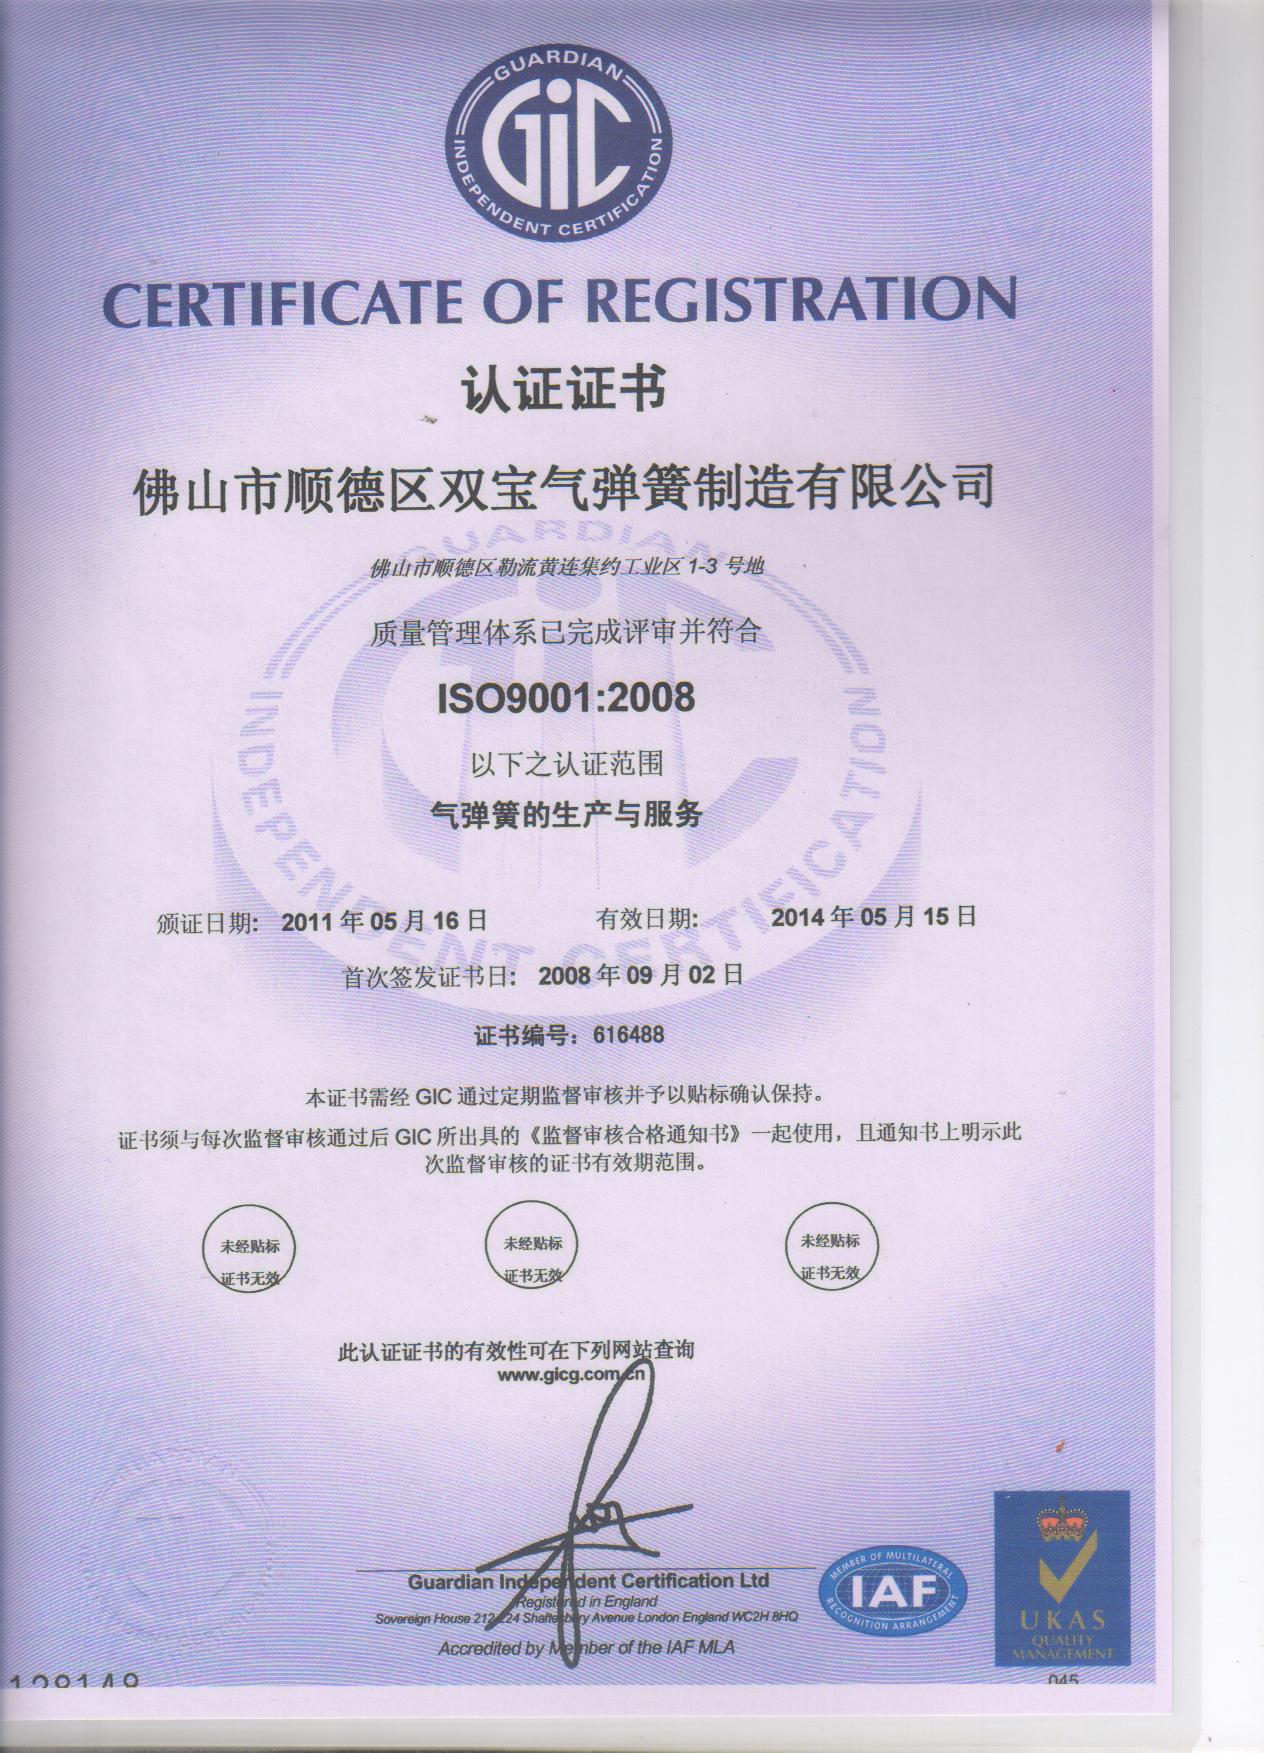 GUARDIAN
GiC
INDEPENDENT CERTIFICATION
CERTIFICATE OF REGISTRATION
认证证书
佛山市顺德区双宝气弹簧制造有限公司
佛山市顺德区勒流黄连集约工业区 1-3 号地
质量管理体系已完成评审并符合
ISO9001:2008
以下之认证范围
气弹簧的生产与服务
颁证日期: 2011 年 05 月 16 日 有效日期: 2014 年 05 月 15 日
首次签发证书日: 2008 年 09 月 02 日
证书编号：616488
本证书需经 GIC 通过定期监督审核并予以贴标确认保持。
证书须与每次监督审核通过后 GIC 所出具的《监督审核合格通知书》一起使用，且通知书上明示此
次监督审核的证书有效期范围。
未经贴标 未经贴标 未经贴标
证书无效 证书无效 证书无效
此认证证书的有效性可在下列网站查询
www.gicg.com.cn
Guardian Independent Certification Ltd
Registered in England
Sovereign House 212-224 Shaftesbury Avenue London England WC2H 8HQ
Accredited by Member of the IAF MLA
MEMBER OF MULTILATERAL
IAF
RECOGNITION ARRANGEMENT
UKAS
QUALITY
MANAGEMENT
045
128148